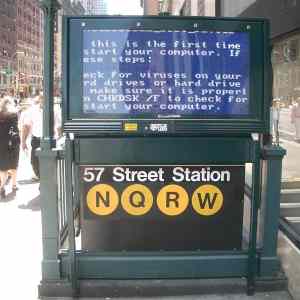 this is the first time
start your computer. If
ese steps:
eck for viruses on your
rd drives or hard drive
make sure it is properl
n CHKDSK /F to check for
start your computer.
57 Street Station
N Q R W